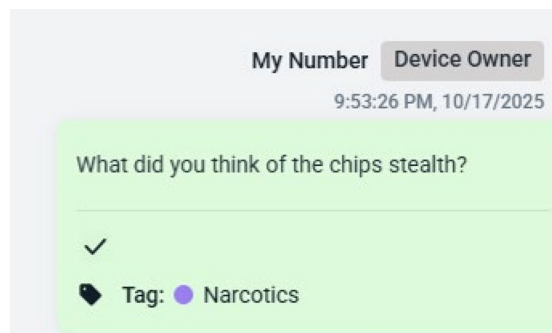 My Number Device Owner
9:53:26 PM, 10/17/2025
What did you think of the chips stealth?
Tag: Narcotics